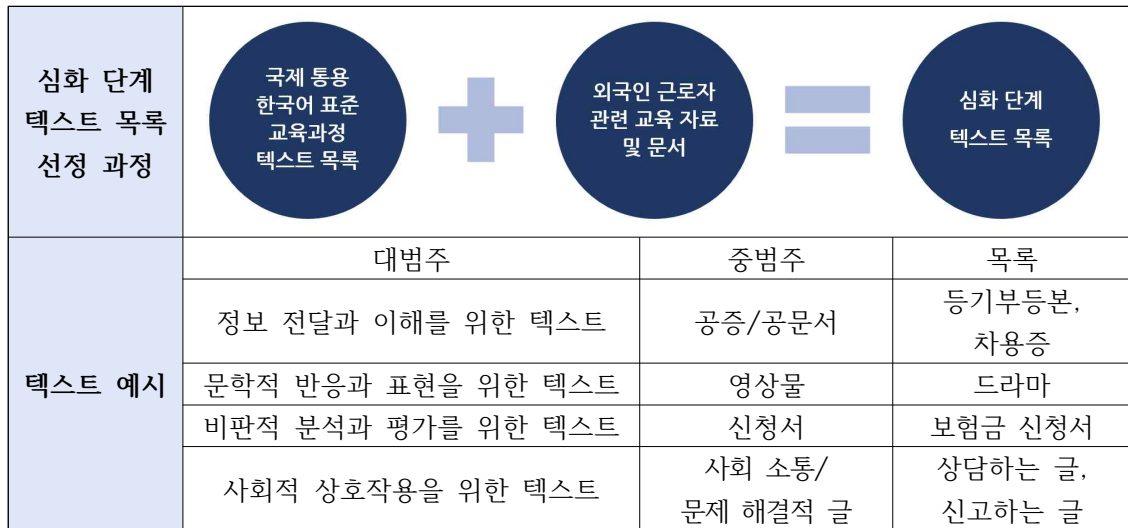 심화 단계
텍스트 목록
선정 과정
국제 통용
한국어 표준
교육과정
텍스트 목록
외국인 근로자
관련 교육 자료
및 문서
심화 단계
텍스트 목록
텍스트 예시
대범주 중범주 목록
정보 전달과 이해를 위한 텍스트 공증/공문서 등기부등본,
차용증
문학적 반응과 표현을 위한 텍스트 영상물 드라마
비판적 분석과 평가를 위한 텍스트 신청서 보험금 신청서
사회적 상호작용을 위한 텍스트 사회 소통/
문제 해결적 글 상담하는 글,
신고하는 글